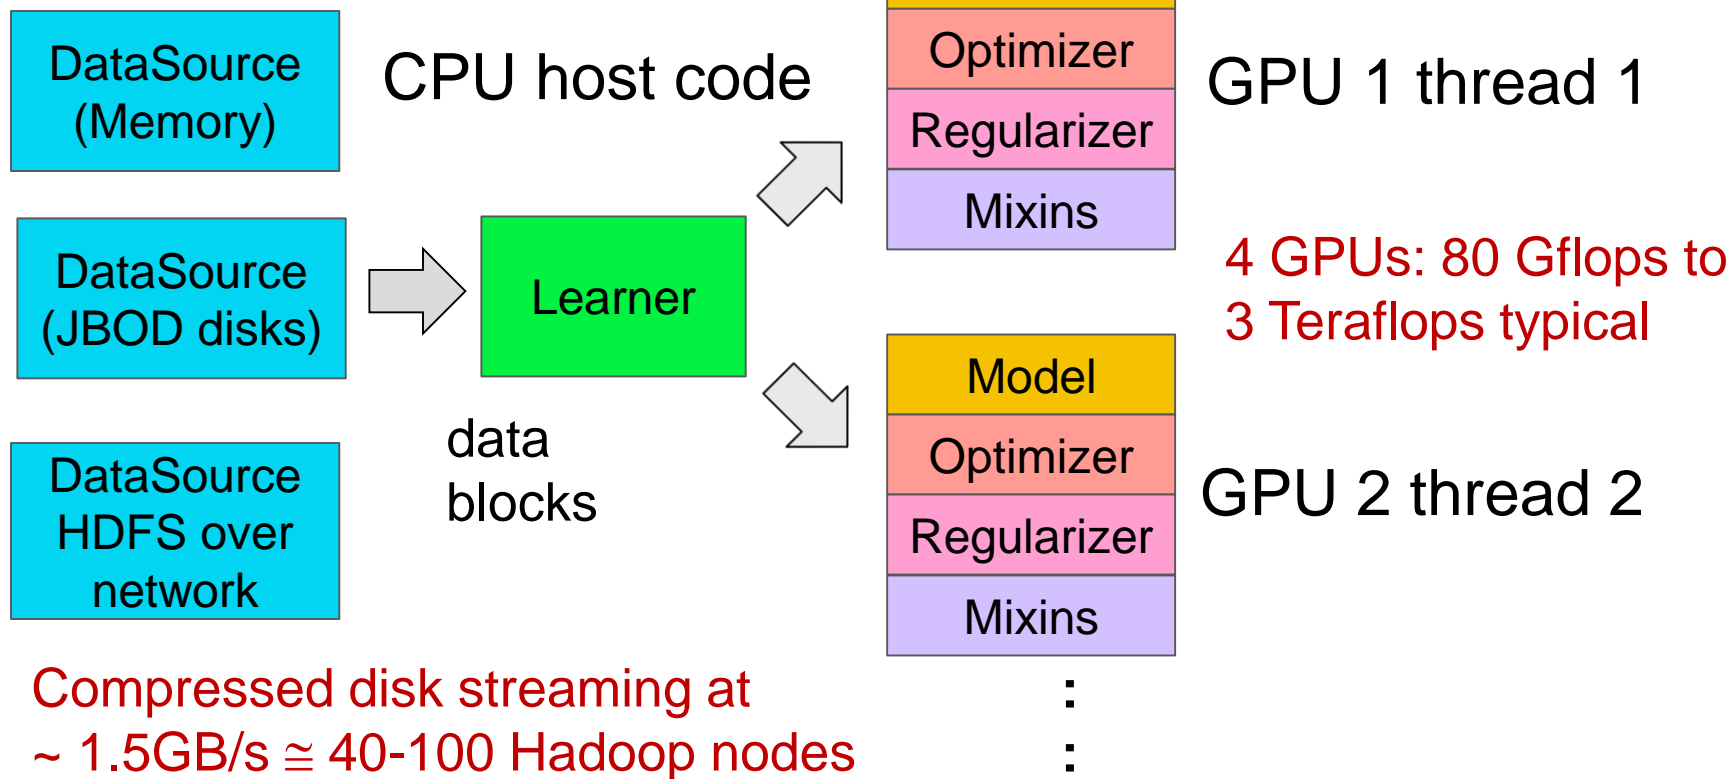 DataSource
(Memory)
CPU host code
Optimizer
Regularizer
Mixins
GPU 1 thread 1
DataSource
(JBOD disks)
Learner
4 GPUs: 80 Gflops to
3 Teraflops typical
data
blocks
Model
Optimizer
Regularizer
Mixins
GPU 2 thread 2
DataSource
HDFS over
network
Compressed disk streaming at
~ 1.5GB/s ≅ 40-100 Hadoop nodes
:
: